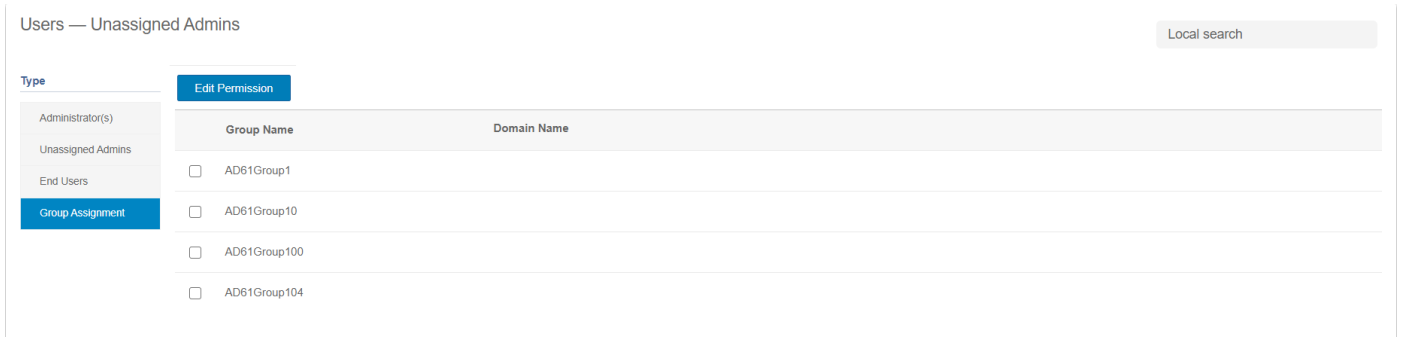 Users — Unassigned Admins
Local search
Type
Edit Permission
Administrator(s)
Unassigned Admins
End Users
Group Assignment
Group Name Domain Name
AD61Group1
AD61Group10
AD61Group100
AD61Group104